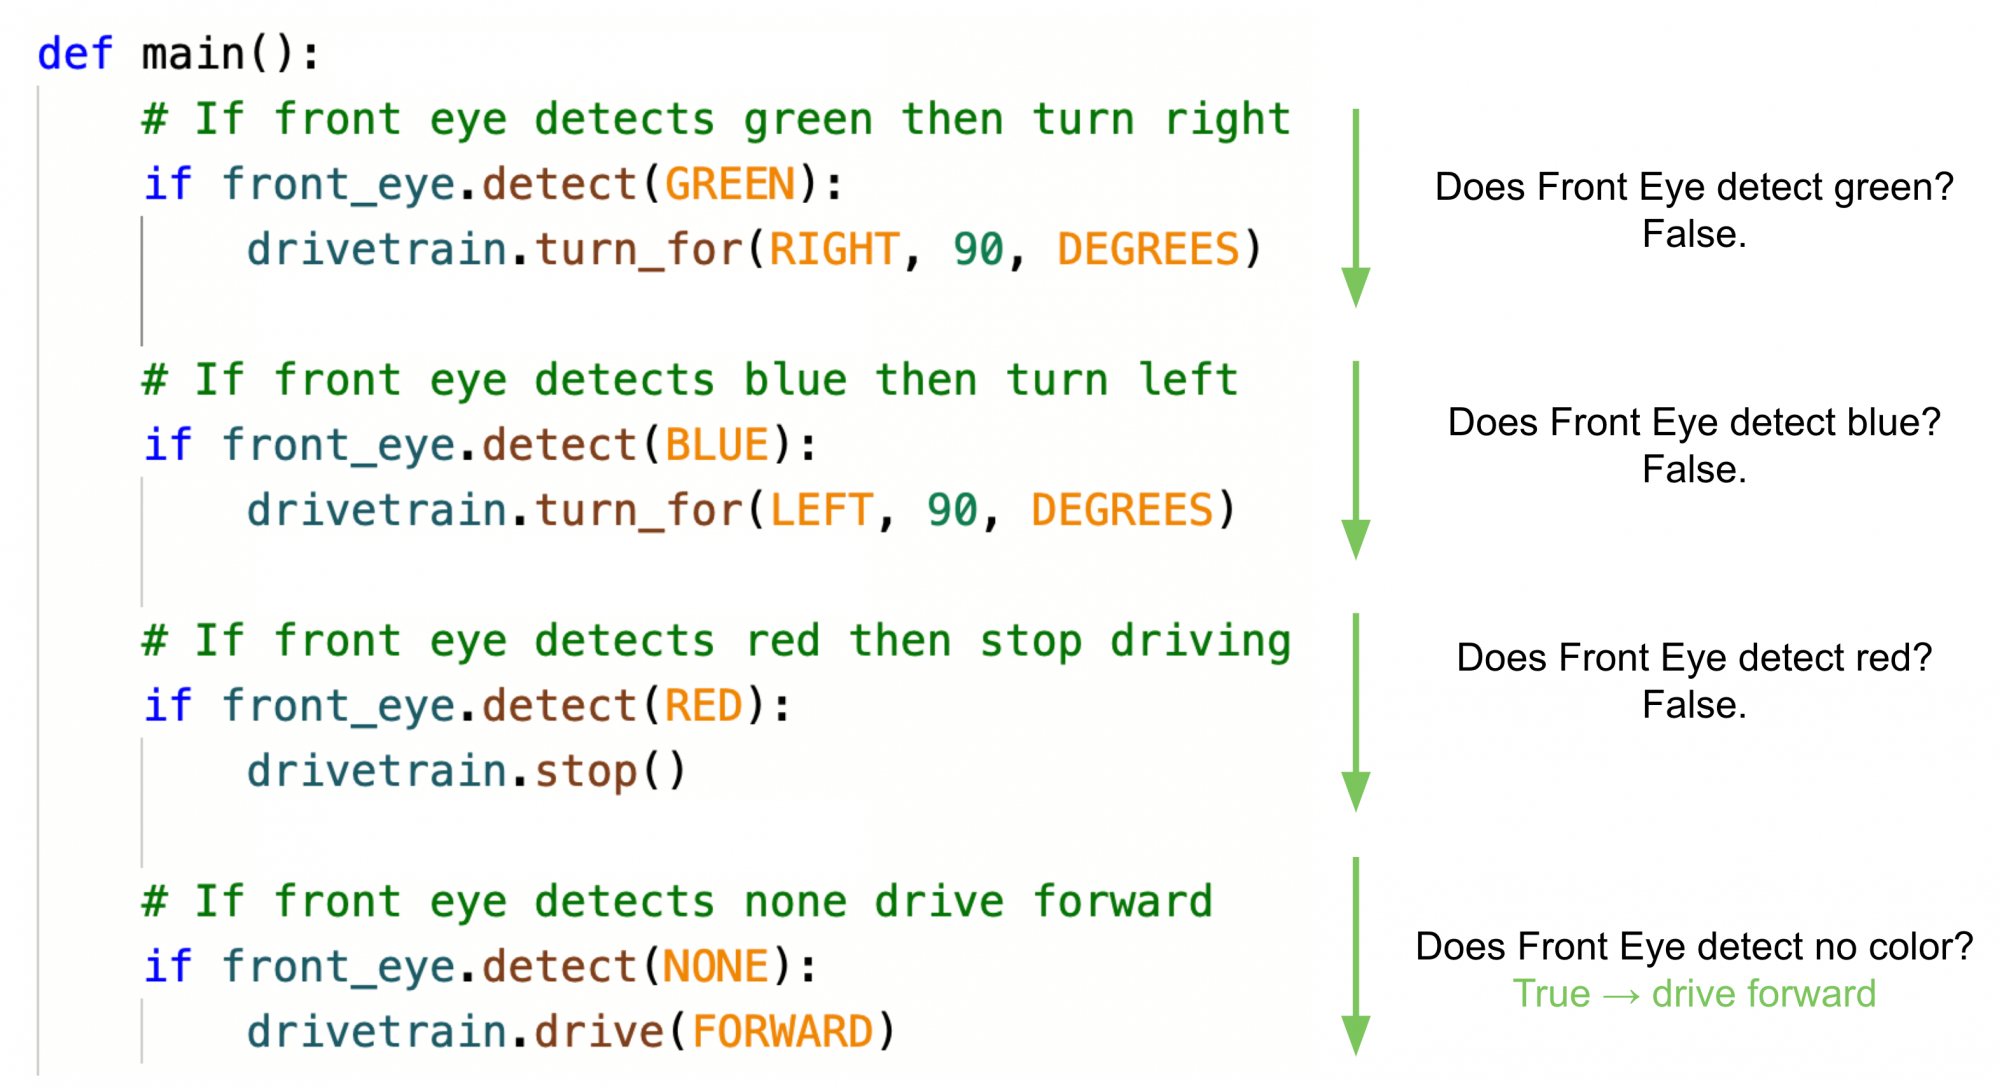 def main():
# If front eye detects green then turn right
if front_eye.detect(GREEN):
drivetrain.turn_for(RIGHT, 90, DEGREES)
# If front eye detects blue then turn left
if front_eye.detect(BLUE):
drivetrain.turn_for(LEFT, 90, DEGREES)
# If front eye detects red then stop driving
if front_eye.detect(RED):
drivetrain.stop()
# If front eye detects none drive forward
if front_eye.detect(NONE):
drivetrain.drive(FORWARD)
Does Front Eye detect green?
False.
Does Front Eye detect blue?
False.
Does Front Eye detect red?
False.
Does Front Eye detect no color?
True → drive forward